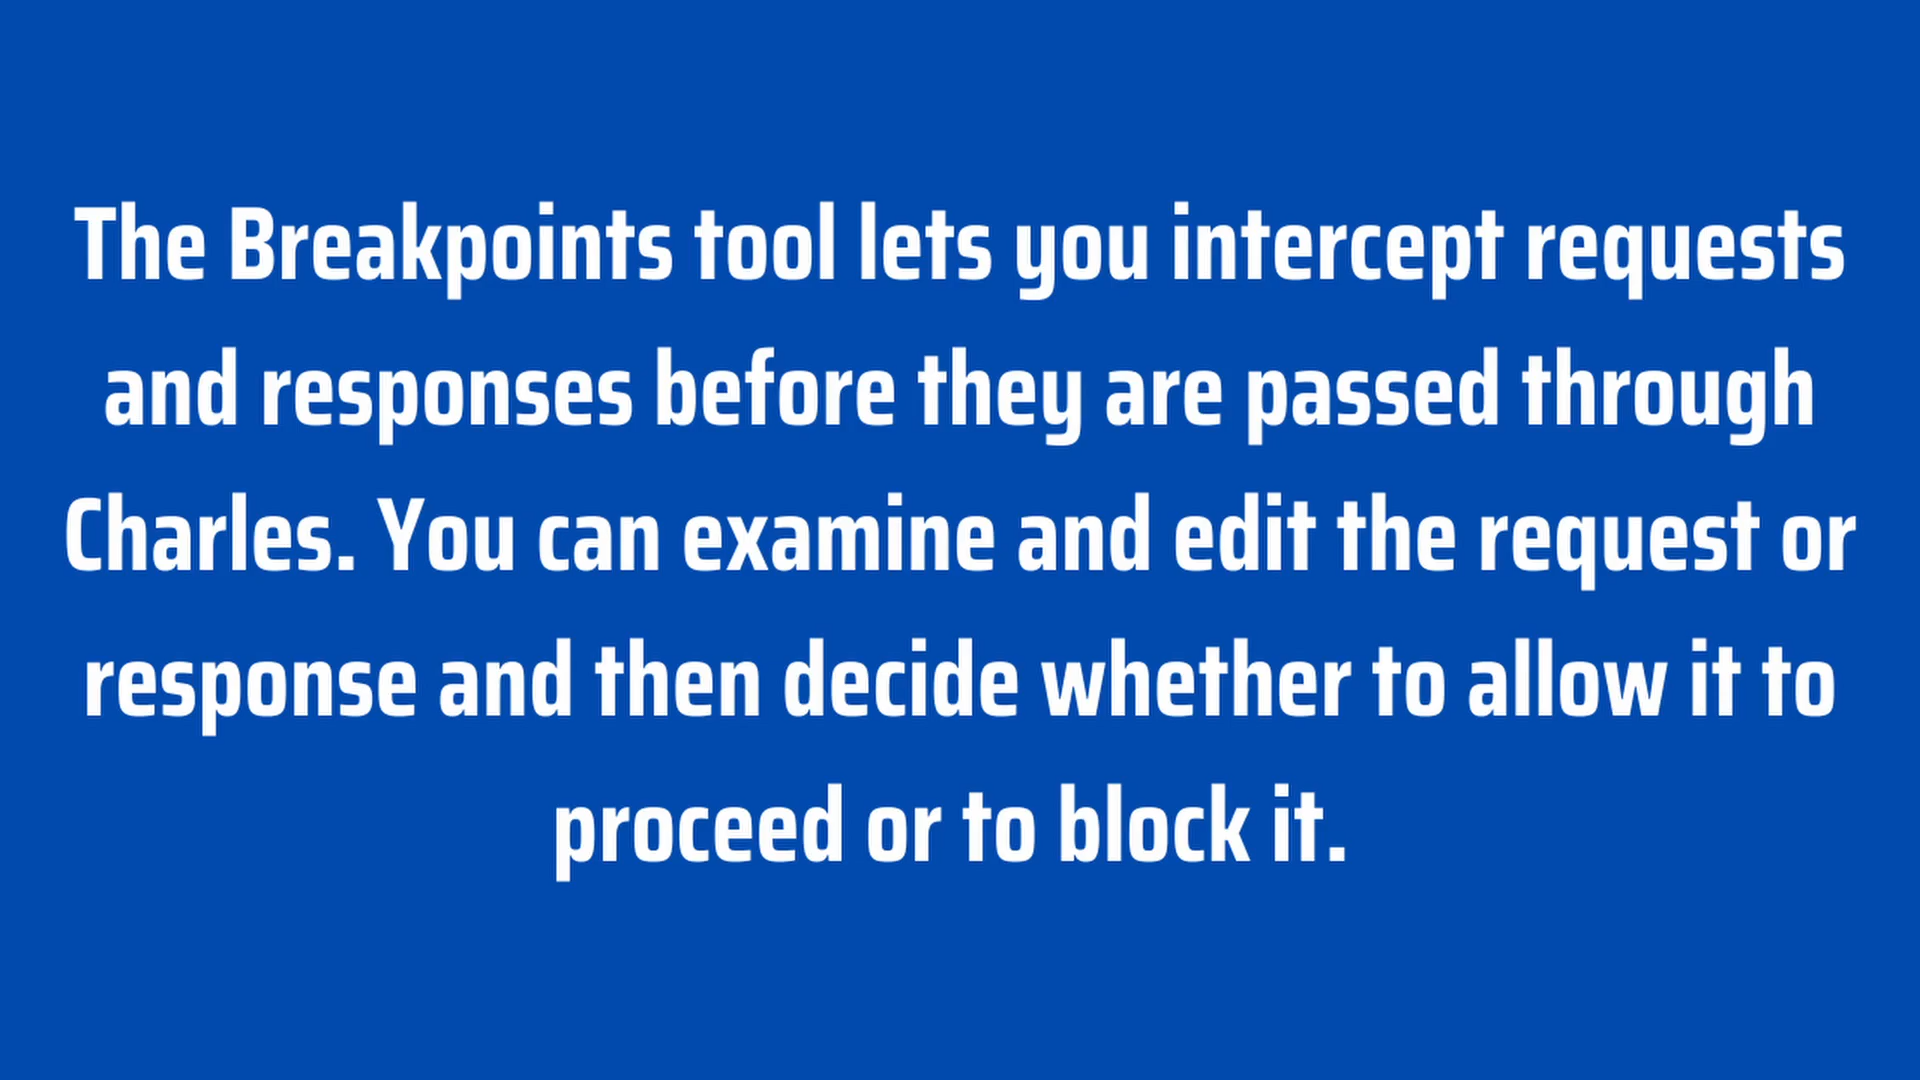 The Breakpoints tool lets you intercept requests
and responses before they are passed through
Charles. You can examine and edit the request or
response and then decide whether to allow it to
proceed or to block it.